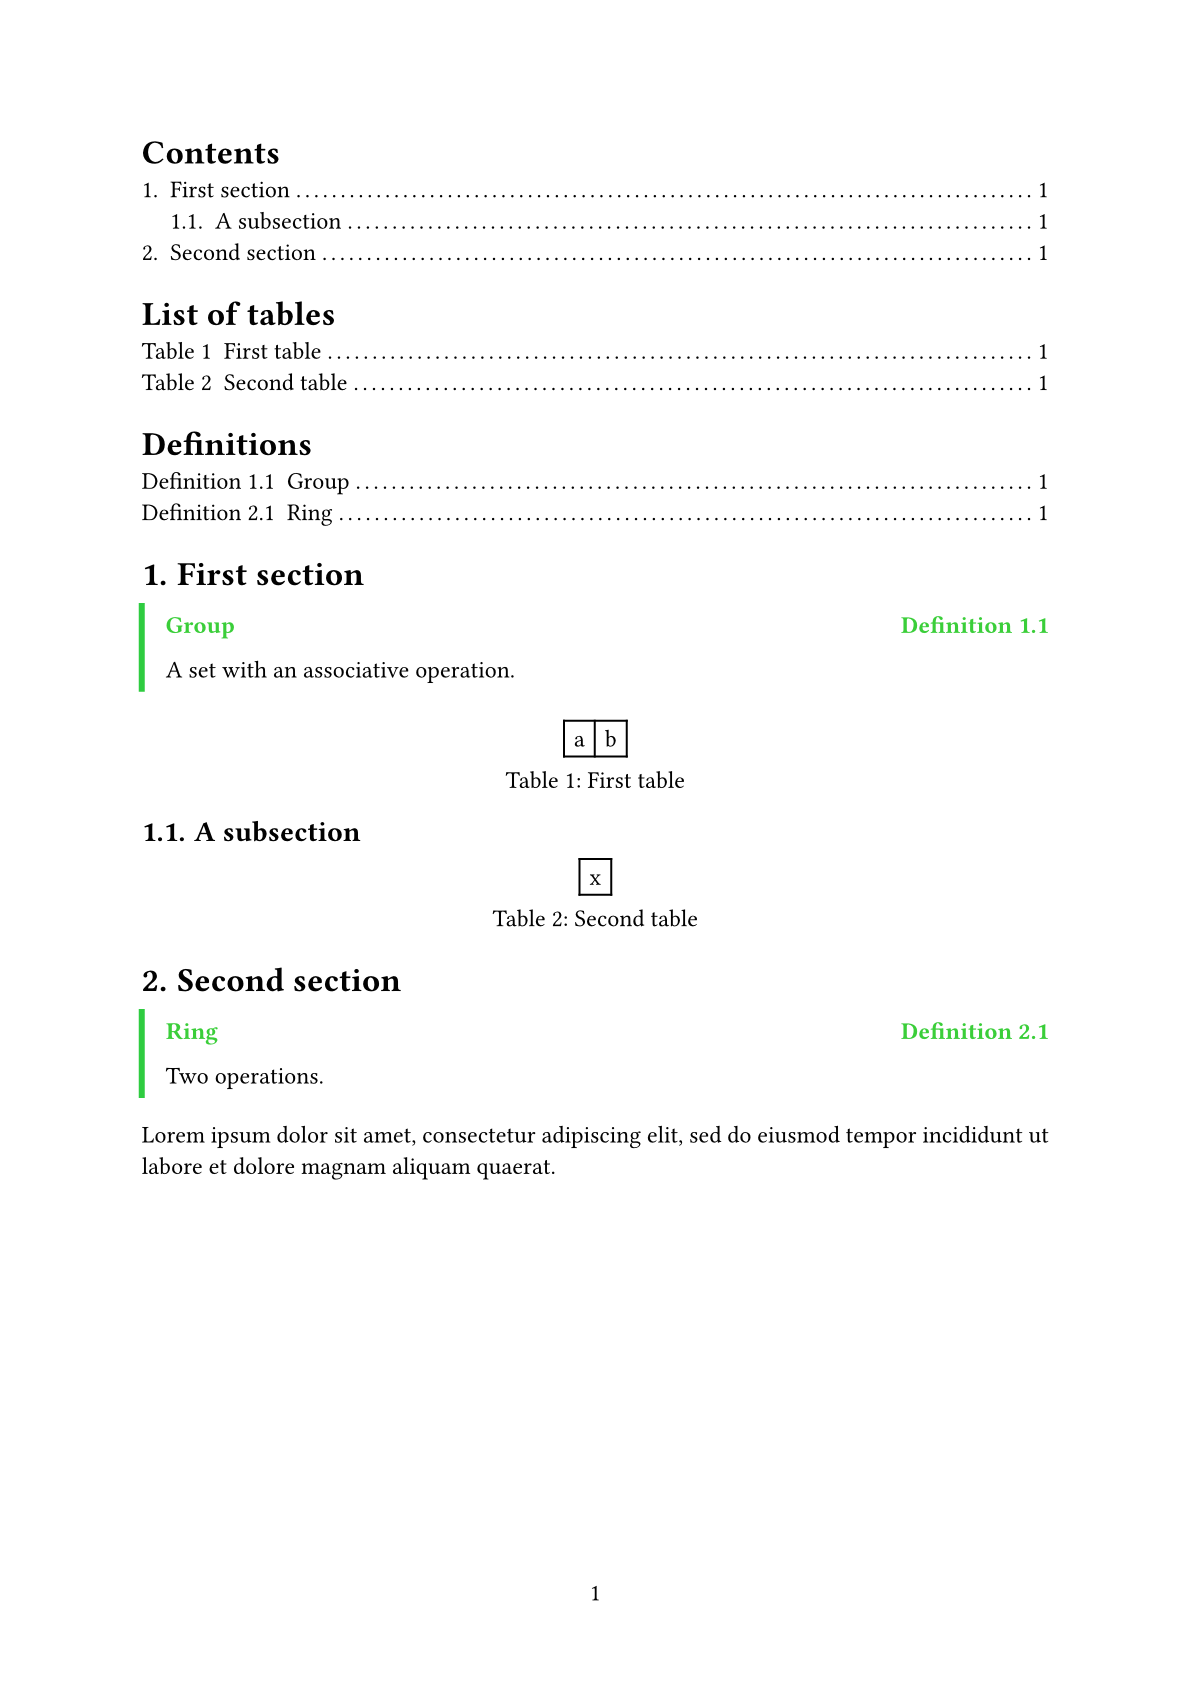 Contents
1. First section ........................................................................................................ 1
1.1. A subsection ........................................................................................................ 1
2. Second section ........................................................................................................ 1
List of tables
Table 1 First table ........................................................................................................ 1
Table 2 Second table ........................................................................................................ 1
Definitions
Definition 1.1 Group ........................................................................................................ 1
Definition 2.1 Ring ........................................................................................................ 1
1. First section
Group Definition 1.1
A set with an associative operation.
a b
Table 1: First table
1.1. A subsection
x
Table 2: Second table
2. Second section
Ring Definition 2.1
Two operations.
Lorem ipsum dolor sit amet, consectetur adipiscing elit, sed do eiusmod tempor incididunt ut
labore et dolore magnam aliquam quaerat.
1